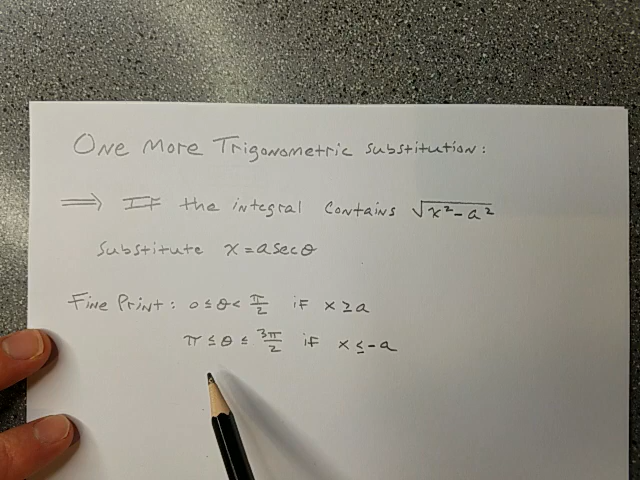 One More Trigonometric Substitution:
⟹ If the integral contains √(x²-a²)
Substitute x = a sec θ
Fine Print: 0 ≤ θ < π/2 if x ≥ a
π ≤ θ ≤ 3π/2 if x ≤ -a